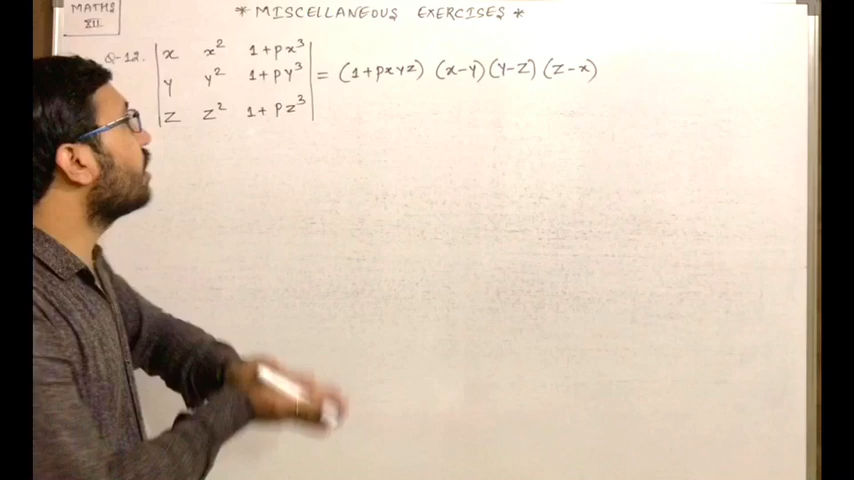 MATHS
XII
* MISCELLANEOUS EXERCISES *
Q-12. | x x² 1+px³ |
| y y² 1+py³ | = (1+pxyz) (x-y) (y-z) (z-x)
| z z² 1+pz³ |